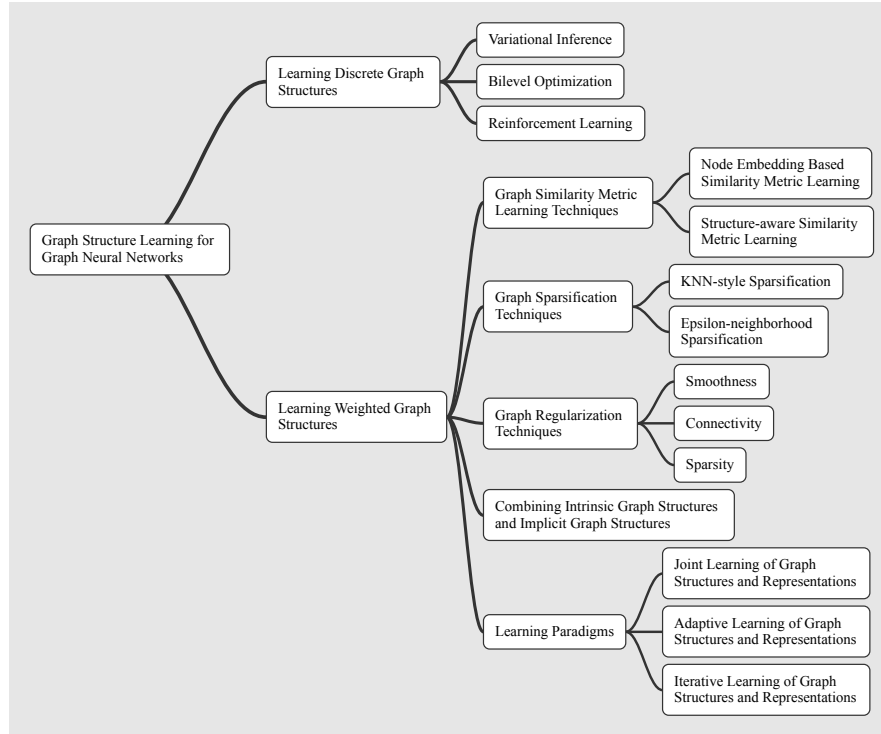 Graph Structure Learning for
Graph Neural Networks
Learning Discrete Graph
Structures
Variational Inference
Bilevel Optimization
Reinforcement Learning
Learning Weighted Graph
Structures
Graph Similarity Metric
Learning Techniques
Node Embedding Based
Similarity Metric Learning
Structure-aware Similarity
Metric Learning
Graph Sparsification
Techniques
KNN-style Sparsification
Epsilon-neighborhood
Sparsification
Graph Regularization
Techniques
Smoothness
Connectivity
Sparsity
Combining Intrinsic Graph Structures
and Implicit Graph Structures
Learning Paradigms
Joint Learning of Graph
Structures and Representations
Adaptive Learning of Graph
Structures and Representations
Iterative Learning of Graph
Structures and Representations